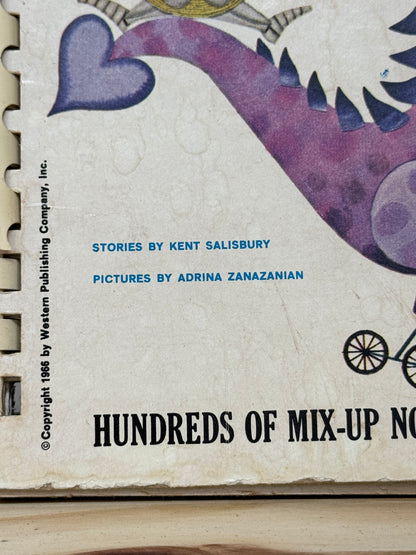 STORIES BY KENT SALISBURY
PICTURES BY ADRINA ZANAZANIAN
© Copyright 1966 by Western Publishing Company, Inc.
HUNDREDS OF MIX-UP